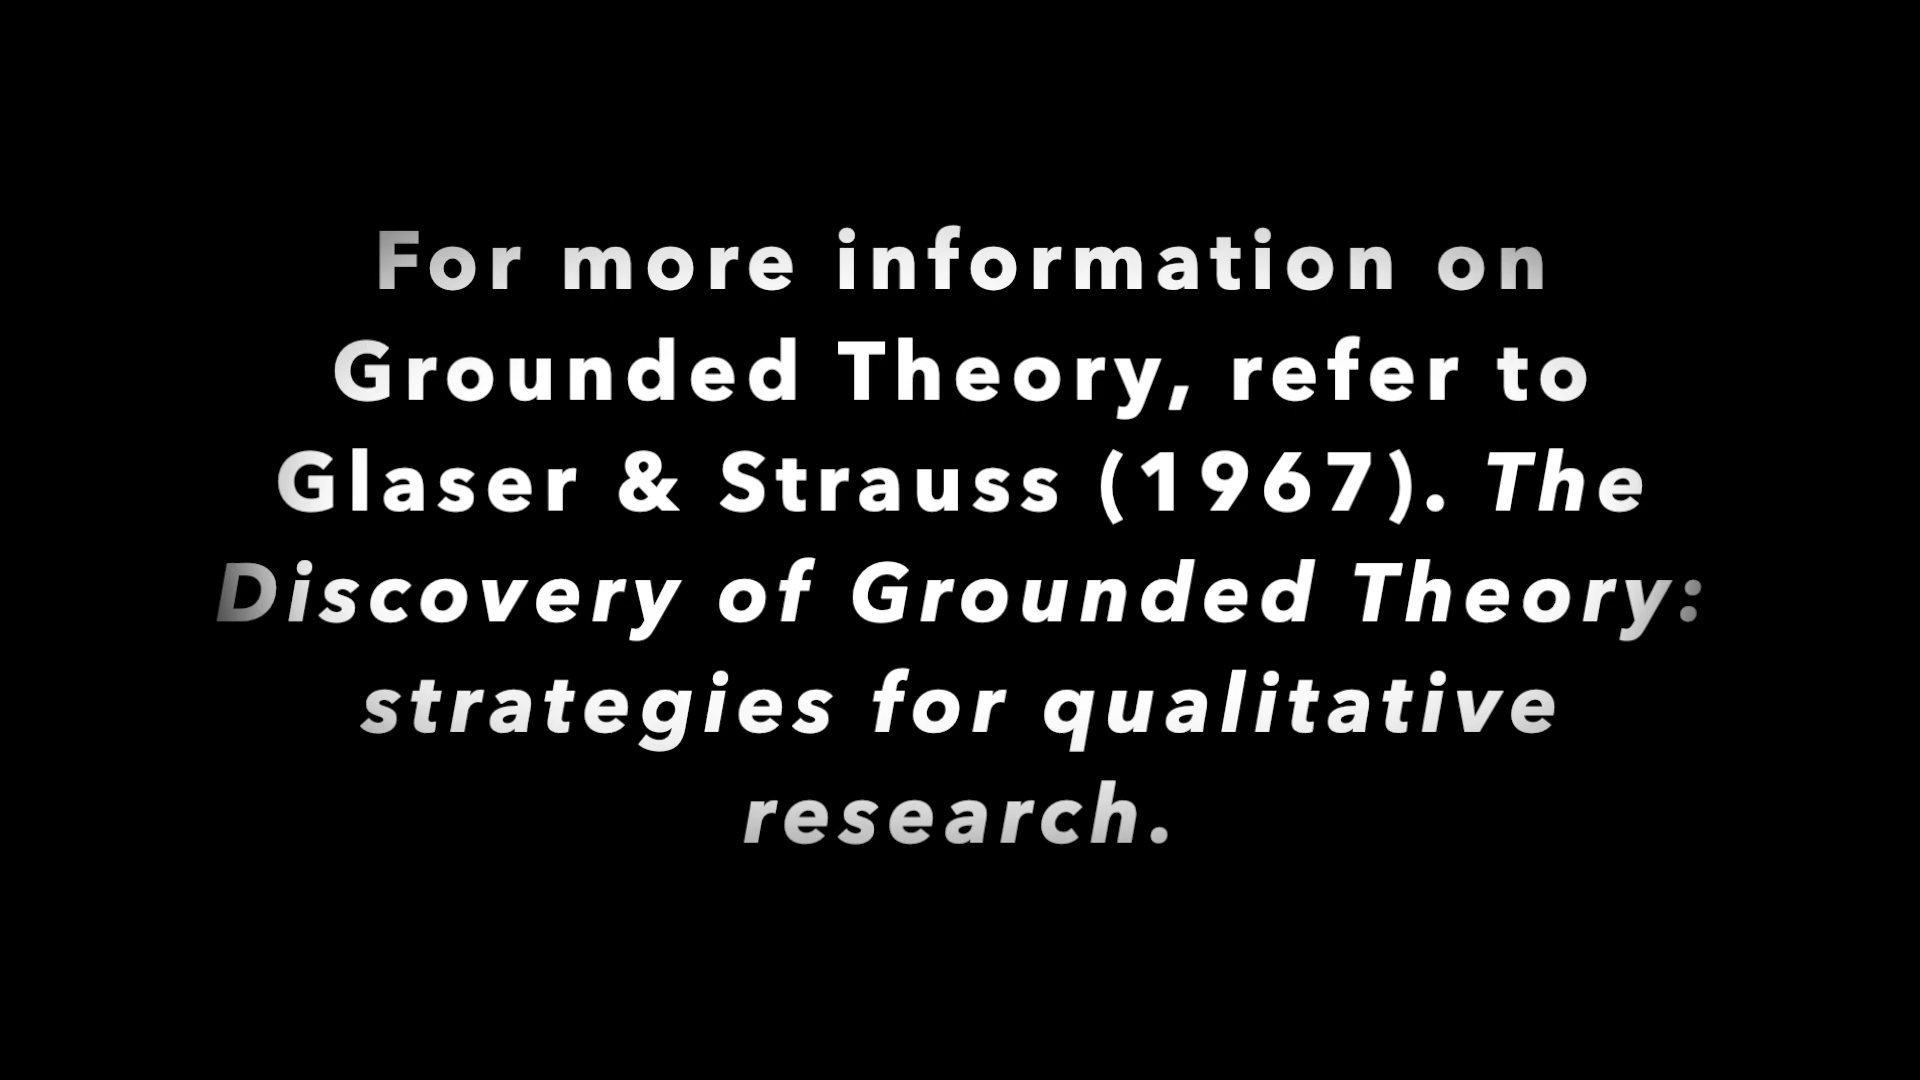 For more information on
Grounded Theory, refer to
Glaser & Strauss (1967). The
Discovery of Grounded Theory:
strategies for qualitative
research.